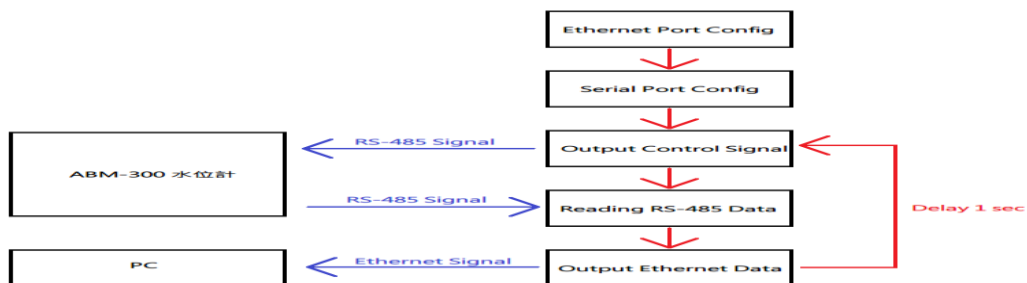 Ethernet Port Config
Serial Port Config
RS-485 Signal
Output Control Signal
ABM-300 水位計
RS-485 Signal
Reading RS-485 Data
Delay 1 sec
PC
Ethernet Signal
Output Ethernet Data